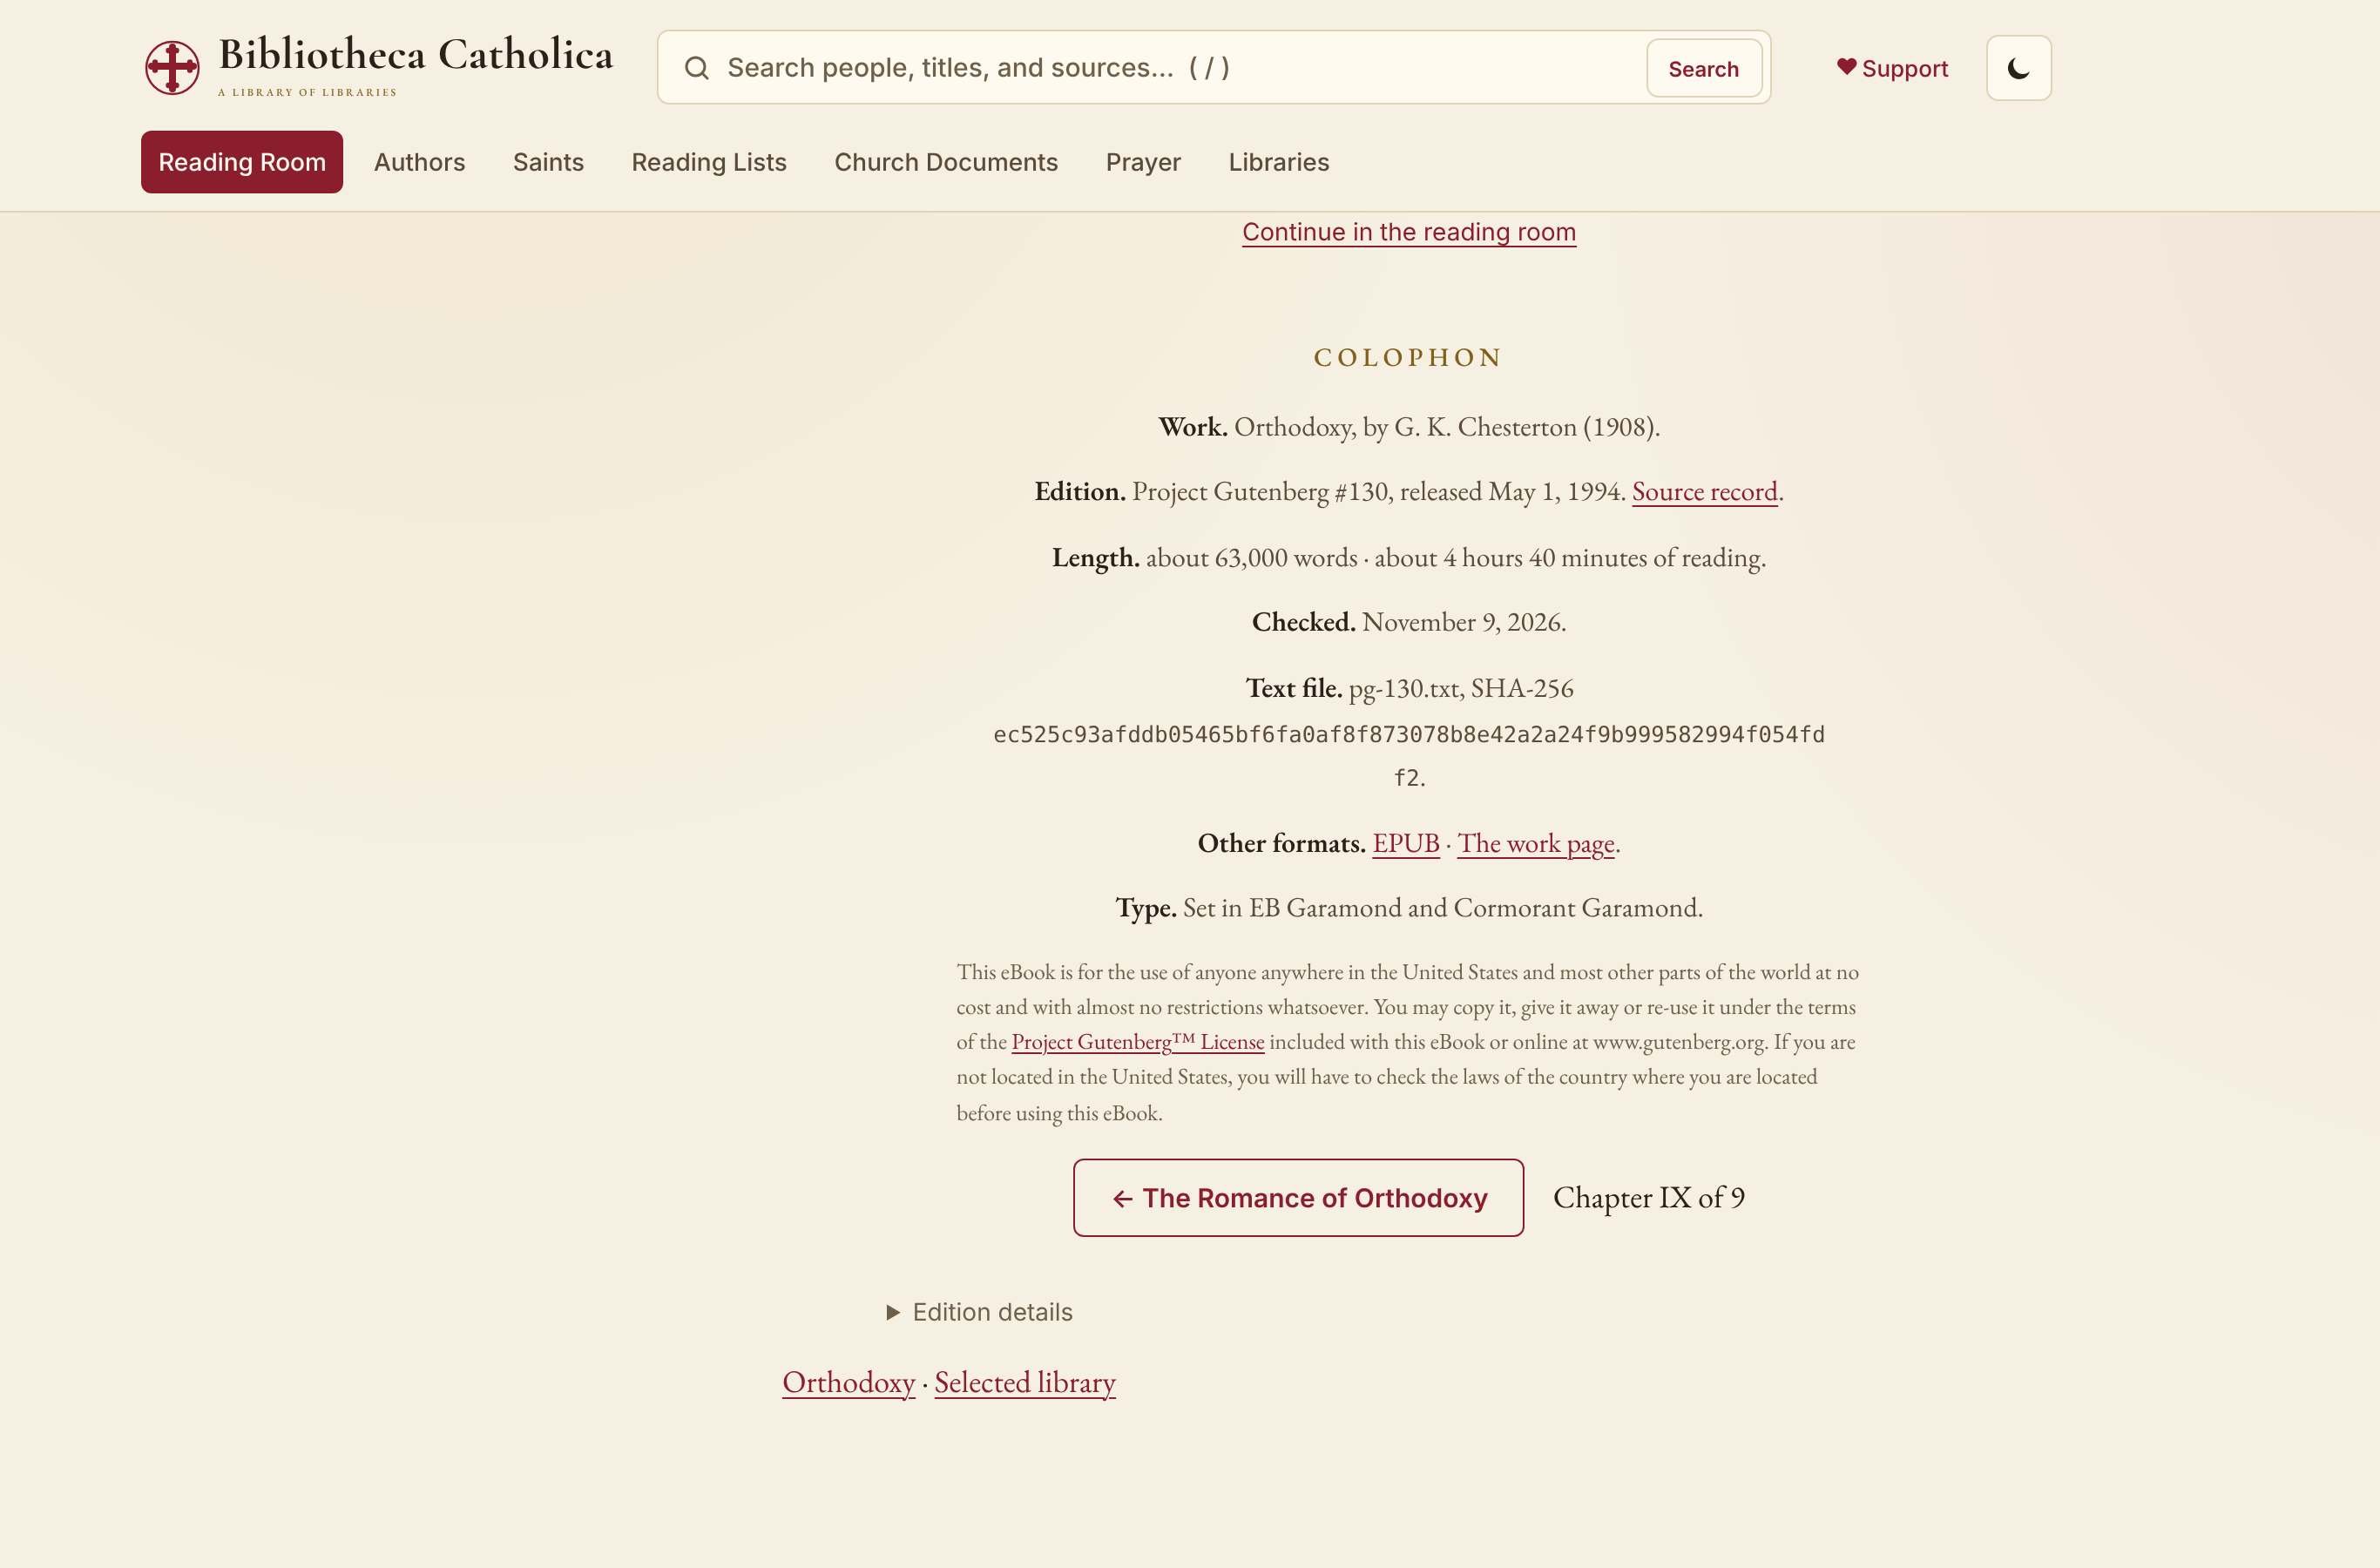 Bibliotheca Catholica
A LIBRARY OF LIBRARIES
Search people, titles, and sources... ( / )
Search
Support
Reading Room
Authors
Saints
Reading Lists
Church Documents
Prayer
Libraries
Continue in the reading room
COLOPHON
Work. Orthodoxy, by G. K. Chesterton (1908).
Edition. Project Gutenberg #130, released May 1, 1994. Source record.
Length. about 63,000 words · about 4 hours 40 minutes of reading.
Checked. November 9, 2026.
Text file. pg-130.txt, SHA-256
ec525c93afddb05465bf6fa0af8f873078b8e42a2a24f9b999582994f054fd
f2.
Other formats. EPUB · The work page.
Type. Set in EB Garamond and Cormorant Garamond.
This eBook is for the use of anyone anywhere in the United States and most other parts of the world at no
cost and with almost no restrictions whatsoever. You may copy it, give it away or re-use it under the terms
of the Project Gutenberg™ License included with this eBook or online at www.gutenberg.org. If you are
not located in the United States, you will have to check the laws of the country where you are located
before using this eBook.
← The Romance of Orthodoxy
Chapter IX of 9
▶ Edition details
Orthodoxy · Selected library